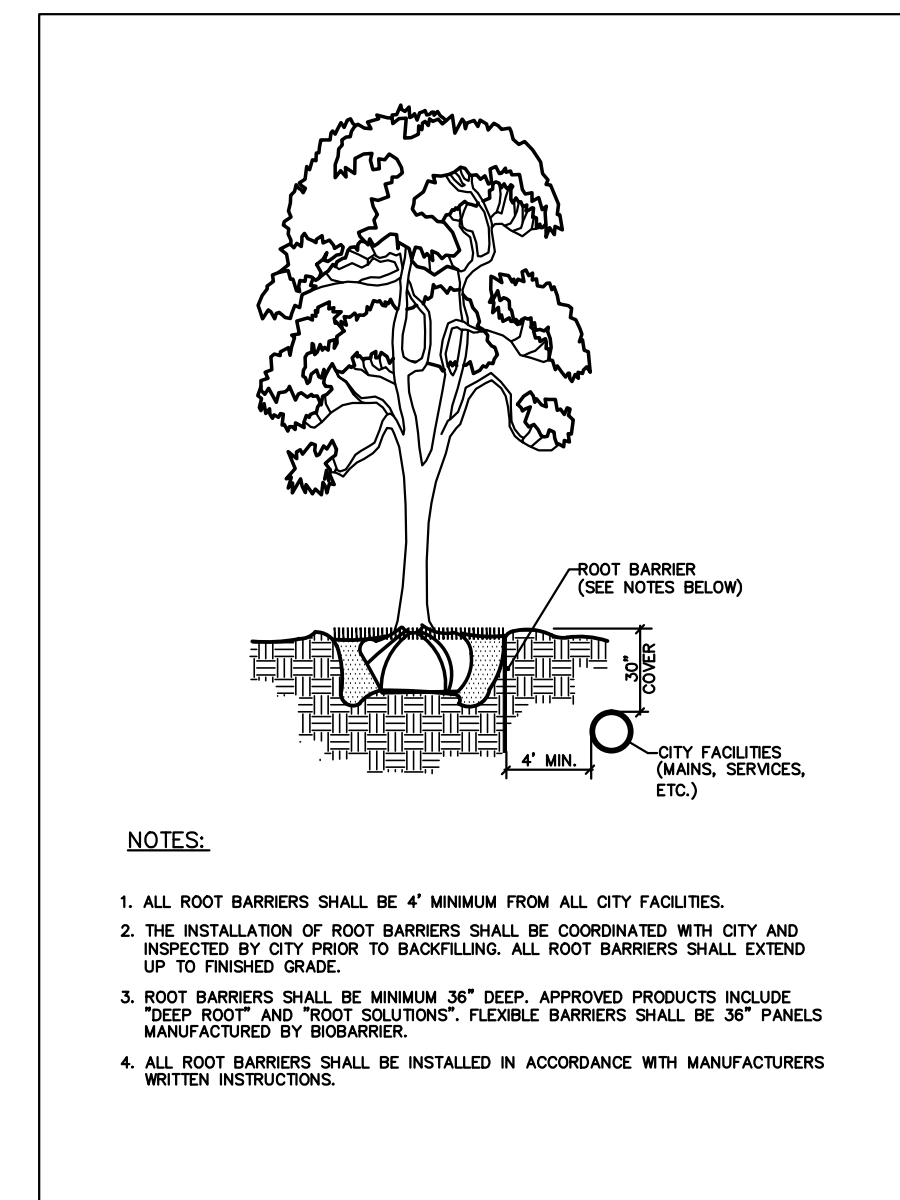 ROOT BARRIER
(SEE NOTES BELOW)
30"
COVER
4' MIN.
CITY FACILITIES
(MAINS, SERVICES,
ETC.)
NOTES:
1. ALL ROOT BARRIERS SHALL BE 4' MINIMUM FROM ALL CITY FACILITIES.
2. THE INSTALLATION OF ROOT BARRIERS SHALL BE COORDINATED WITH CITY AND
INSPECTED BY CITY PRIOR TO BACKFILLING. ALL ROOT BARRIERS SHALL EXTEND
UP TO FINISHED GRADE.
3. ROOT BARRIERS SHALL BE MINIMUM 36" DEEP. APPROVED PRODUCTS INCLUDE
"DEEP ROOT" AND "ROOT SOLUTIONS". FLEXIBLE BARRIERS SHALL BE 36" PANELS
MANUFACTURED BY BIOBARRIER.
4. ALL ROOT BARRIERS SHALL BE INSTALLED IN ACCORDANCE WITH MANUFACTURERS
WRITTEN INSTRUCTIONS.